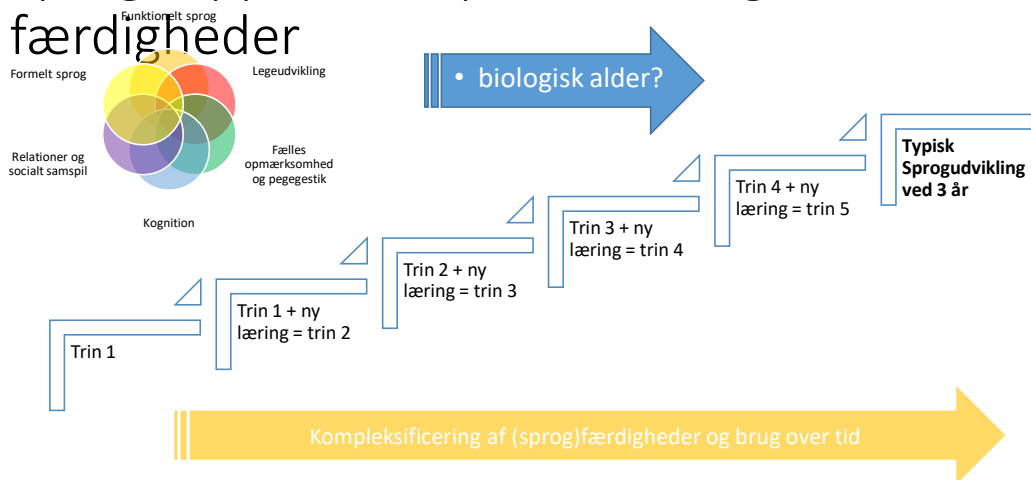 færdigheder
Funktionelt sprog
Formelt sprog
Legeudvikling
Relationer og
socialt samspil
Fælles
opmærksomhed
og pegegestik
Kognition
• biologisk alder?
Trin 1
Trin 1 + ny
læring = trin 2
Trin 2 + ny
læring = trin 3
Trin 3 + ny
læring = trin 4
Trin 4 + ny
læring = trin 5
Typisk
Sprogudvikling
ved 3 år
Kompleksificering af (sprog)færdigheder og brug over tid